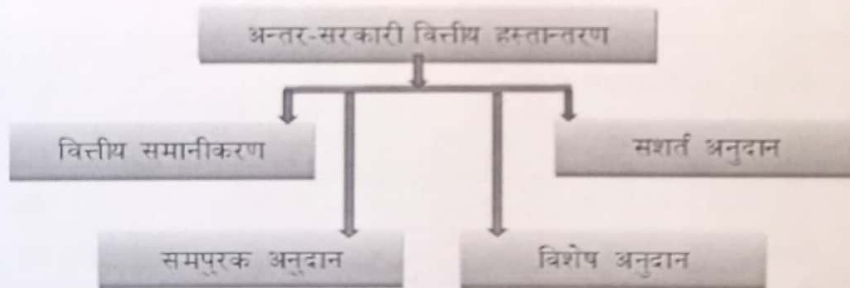 अन्तर-सरकारी वित्तीय हस्तान्तरण
वित्तीय समानीकरण
सशर्त अनुदान
समपुरक अनुदान
विशेष अनुदान